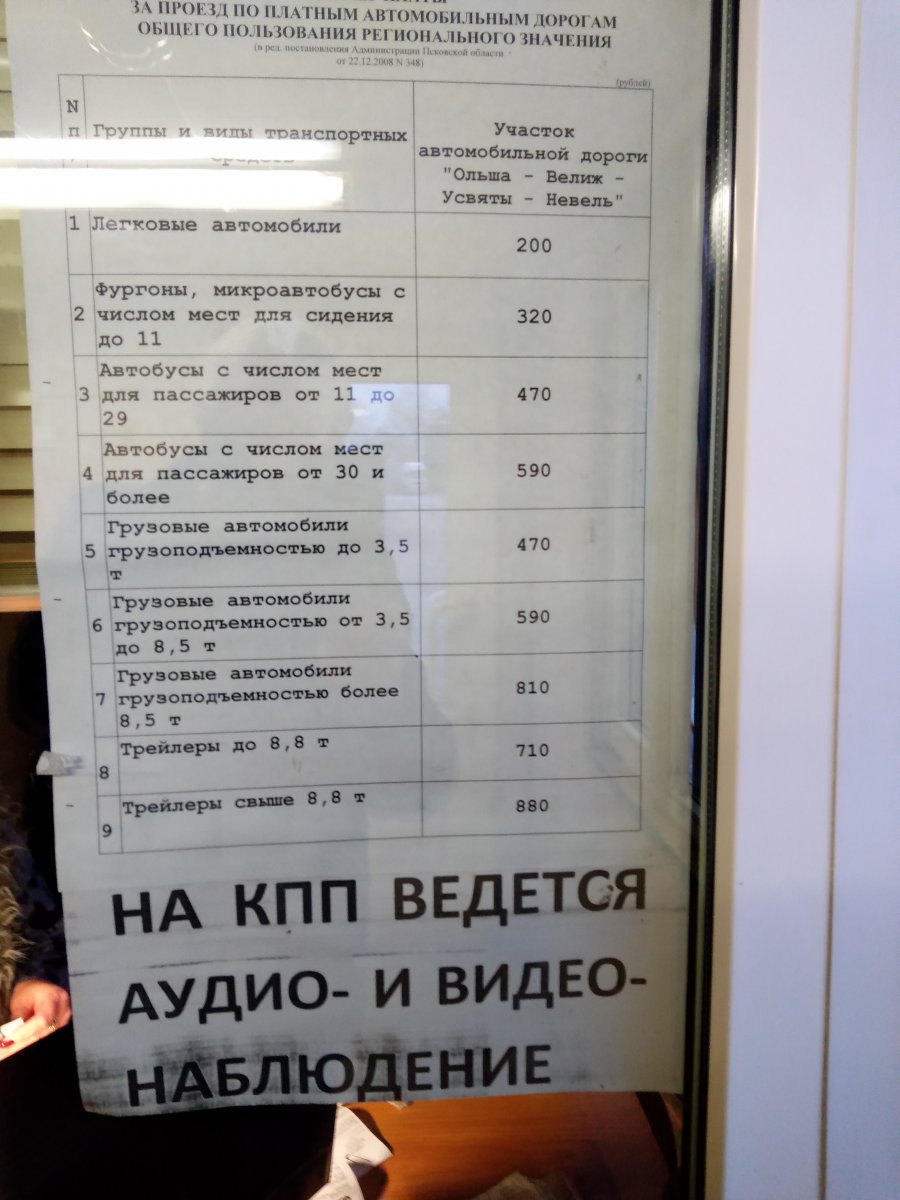 ЗА ПРОЕЗД ПО ПЛАТНЫМ АВТОМОБИЛЬНЫМ ДОРОГАМ
ОБЩЕГО ПОЛЬЗОВАНИЯ РЕГИОНАЛЬНОГО ЗНАЧЕНИЯ
(в ред. постановления Администрации Псковской области
от 22.12.2008 N 348)
(рублей)
N
п
Группы и виды транспортных
средств
Участок
автомобильной дороги
"Ольша - Велиж -
Усвяты - Невель"
1 Легковые автомобили 200
Фургоны, микроавтобусы с
2 числом мест для сидения 320
до 11
Автобусы с числом мест
3 для пассажиров от 11 до 470
29
Автобусы с числом мест
4 для пассажиров от 30 и 590
более
Грузовые автомобили
5 грузоподъемностью до 3,5 470
т
Грузовые автомобили
6 грузоподъемностью от 3,5 590
до 8,5 т
Грузовые автомобили
7 грузоподъемностью более 810
8,5 т
8 Трейлеры до 8,8 т 710
9 Трейлеры свыше 8,8 т 880
НА КПП ВЕДЕТСЯ
АУДИО- И ВИДЕО-
НАБЛЮДЕНИЕ